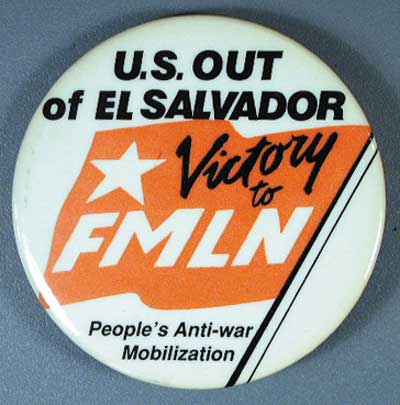 U.S. OUT
of EL SALVADOR
Victory
to
FMLN
People's Anti-war
Mobilization